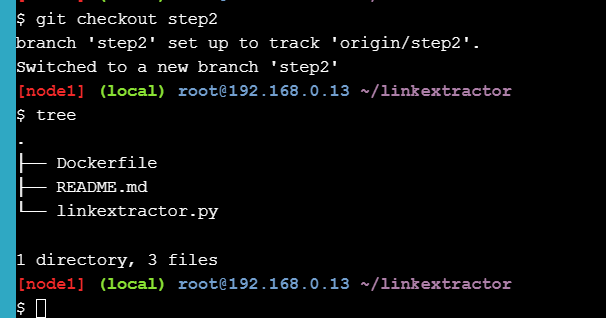 $ git checkout step2
branch 'step2' set up to track 'origin/step2'.
Switched to a new branch 'step2'
[node1] (local) root@192.168.0.13 ~/linkextractor
$ tree
.
├── Dockerfile
├── README.md
└── linkextractor.py

1 directory, 3 files
[node1] (local) root@192.168.0.13 ~/linkextractor
$